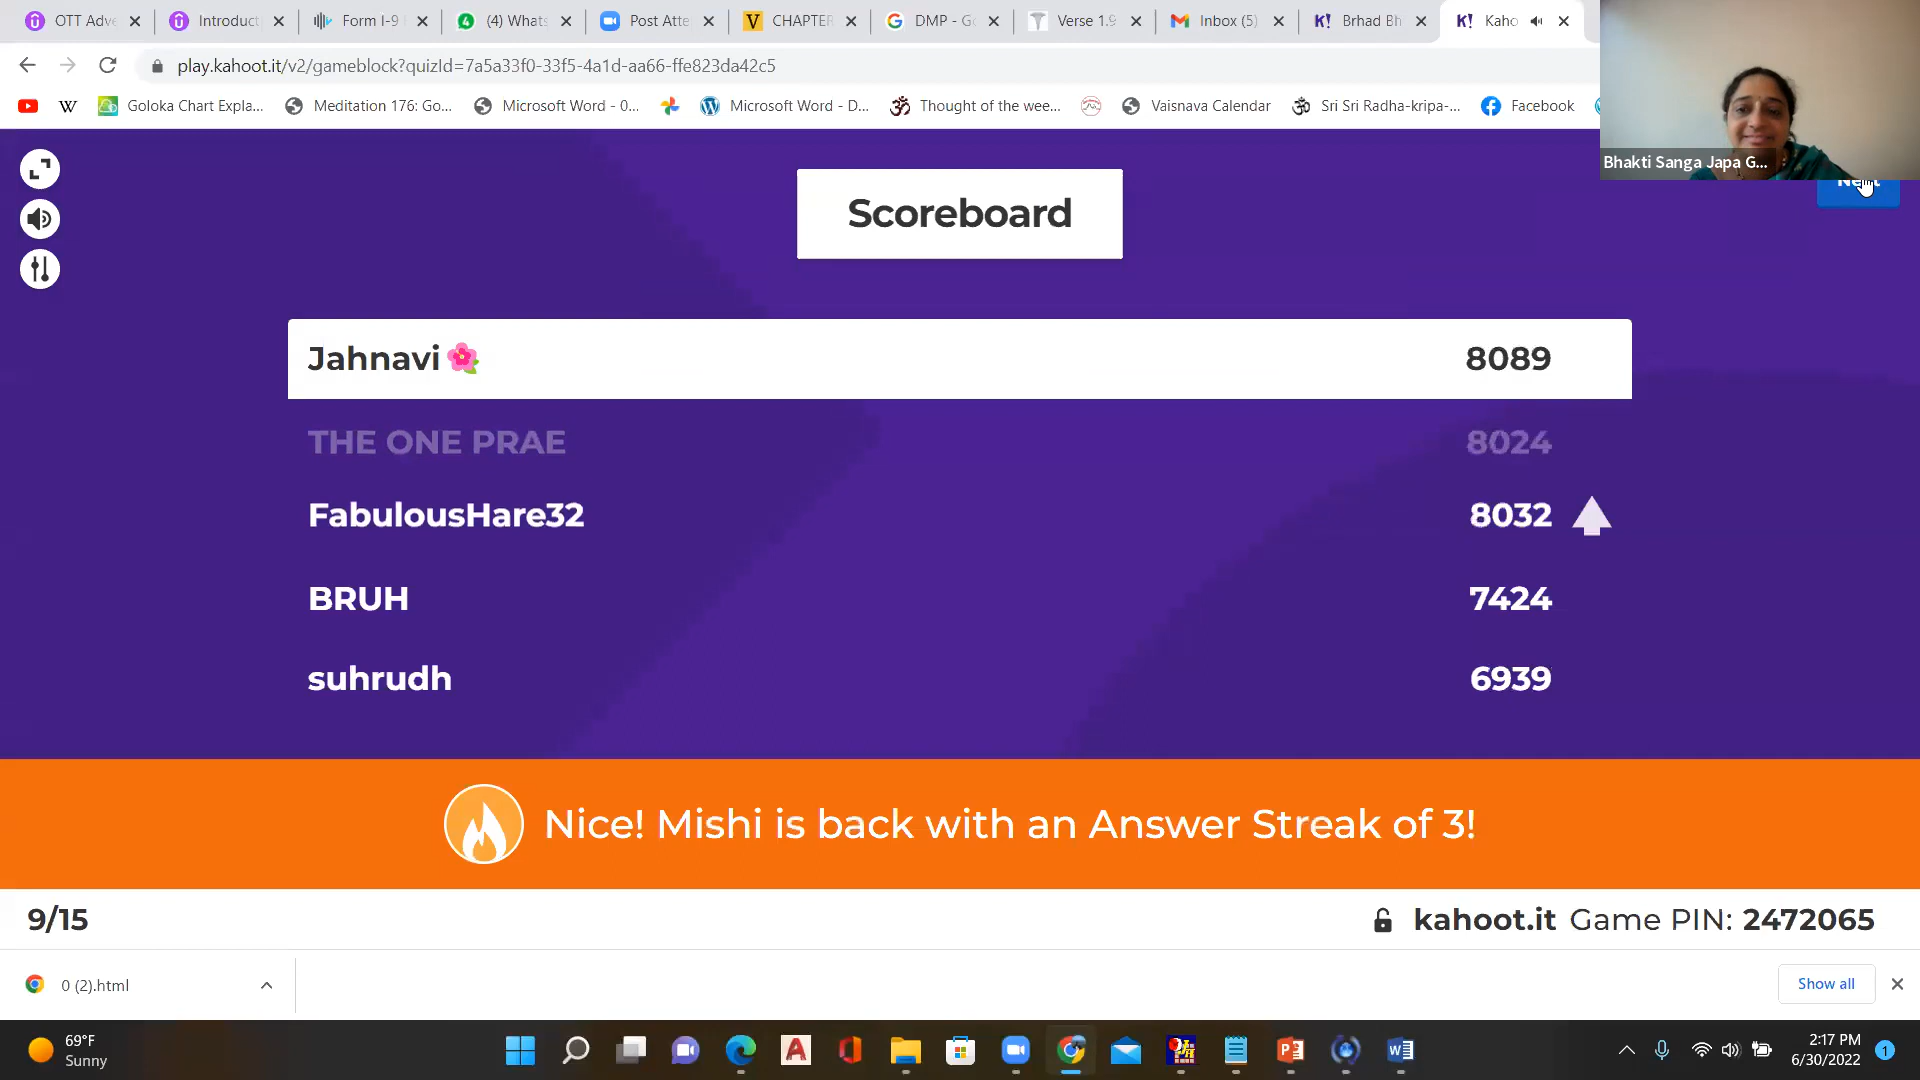 OTT Adve
Introduct
Form I-9
(4) Whats
Post Atte
CHAPTER
DMP - Go
Verse 1.9
Inbox (5)
Brhad Bh
Kaho
play.kahoot.it/v2/gameblock?quizId=7a5a33f0-33f5-4a1d-aa66-ffe823da42c5
Goloka Chart Expla...
Meditation 176: Go...
Microsoft Word - 0...
Microsoft Word - D...
Thought of the wee...
Vaisnava Calendar
Sri Sri Radha-kripa-...
Facebook
Bhakti Sanga Japa G...
Next
Scoreboard
Jahnavi🌺 8089
THE ONE PRAE 8024
FabulousHare32 8032
BRUH 7424
suhrudh 6939
Nice! Mishi is back with an Answer Streak of 3!
9/15
kahoot.it Game PIN: 2472065
0 (2).html
Show all
69°F
Sunny
2:17 PM
6/30/2022
1